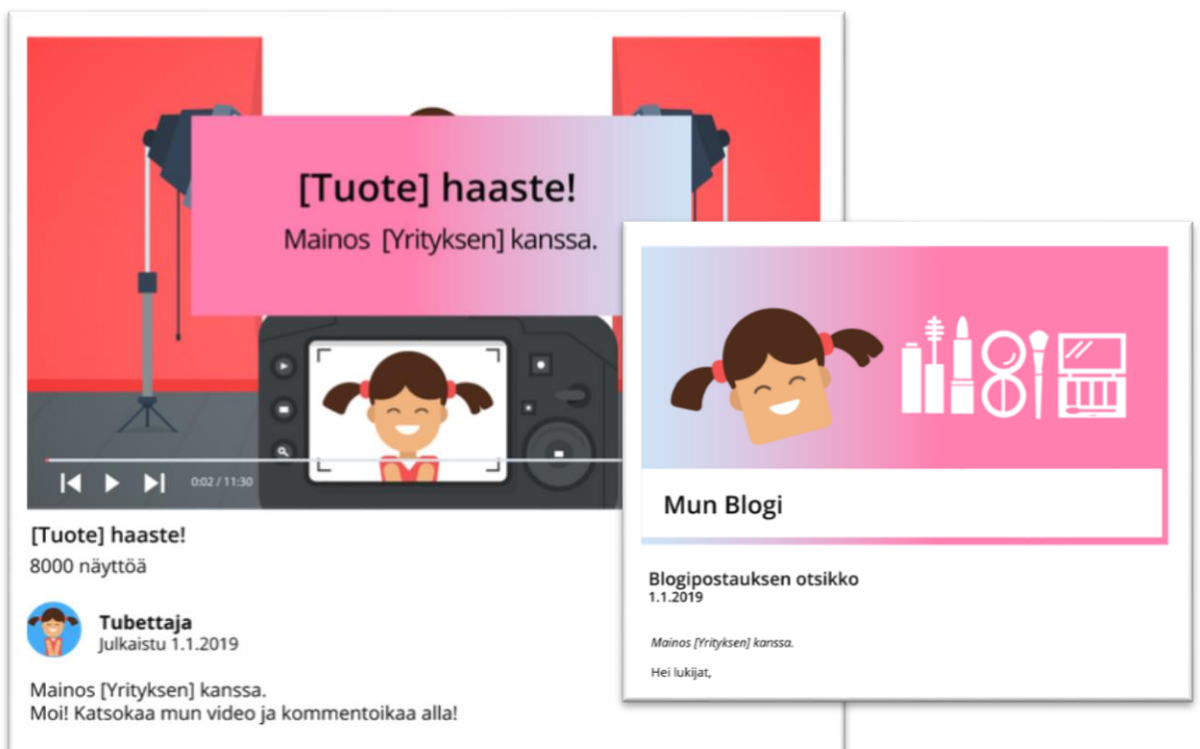 [Tuote] haaste!
Mainos [Yrityksen] kanssa.
0:02 / 11:30
[Tuote] haaste!
8000 näyttöä
Tubettaja
Julkaistu 1.1.2019
Mainos [Yrityksen] kanssa.
Moi! Katsokaa mun video ja kommentoikaa alla!
Mun Blogi
Blogipostauksen otsikko
1.1.2019
Mainos [Yrityksen] kanssa.
Hei lukijat,